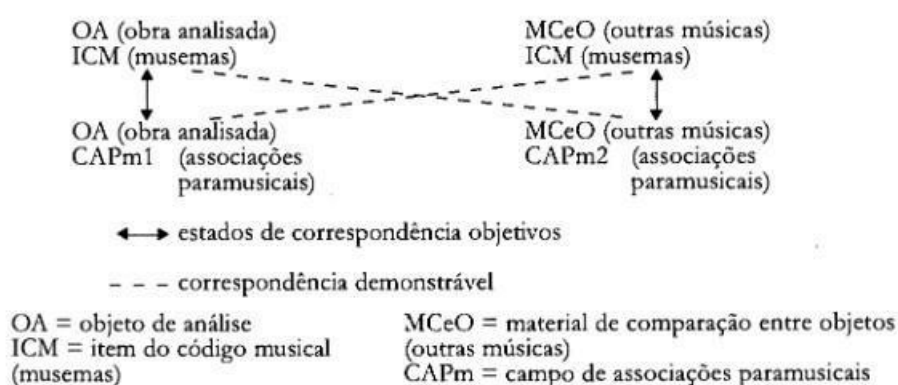 OA (obra analisada)
ICM (musemas)
MCeO (outras músicas)
ICM (musemas)
OA (obra analisada)
CAPm1 (associações
paramusicais)
MCeO (outras músicas)
CAPm2 (associações
paramusicais)
estados de correspondência objetivos
correspondência demonstrável
OA = objeto de análise
ICM = item do código musical
(musemas)
MCeO = material de comparação entre objetos
(outras músicas)
CAPm = campo de associações paramusicais